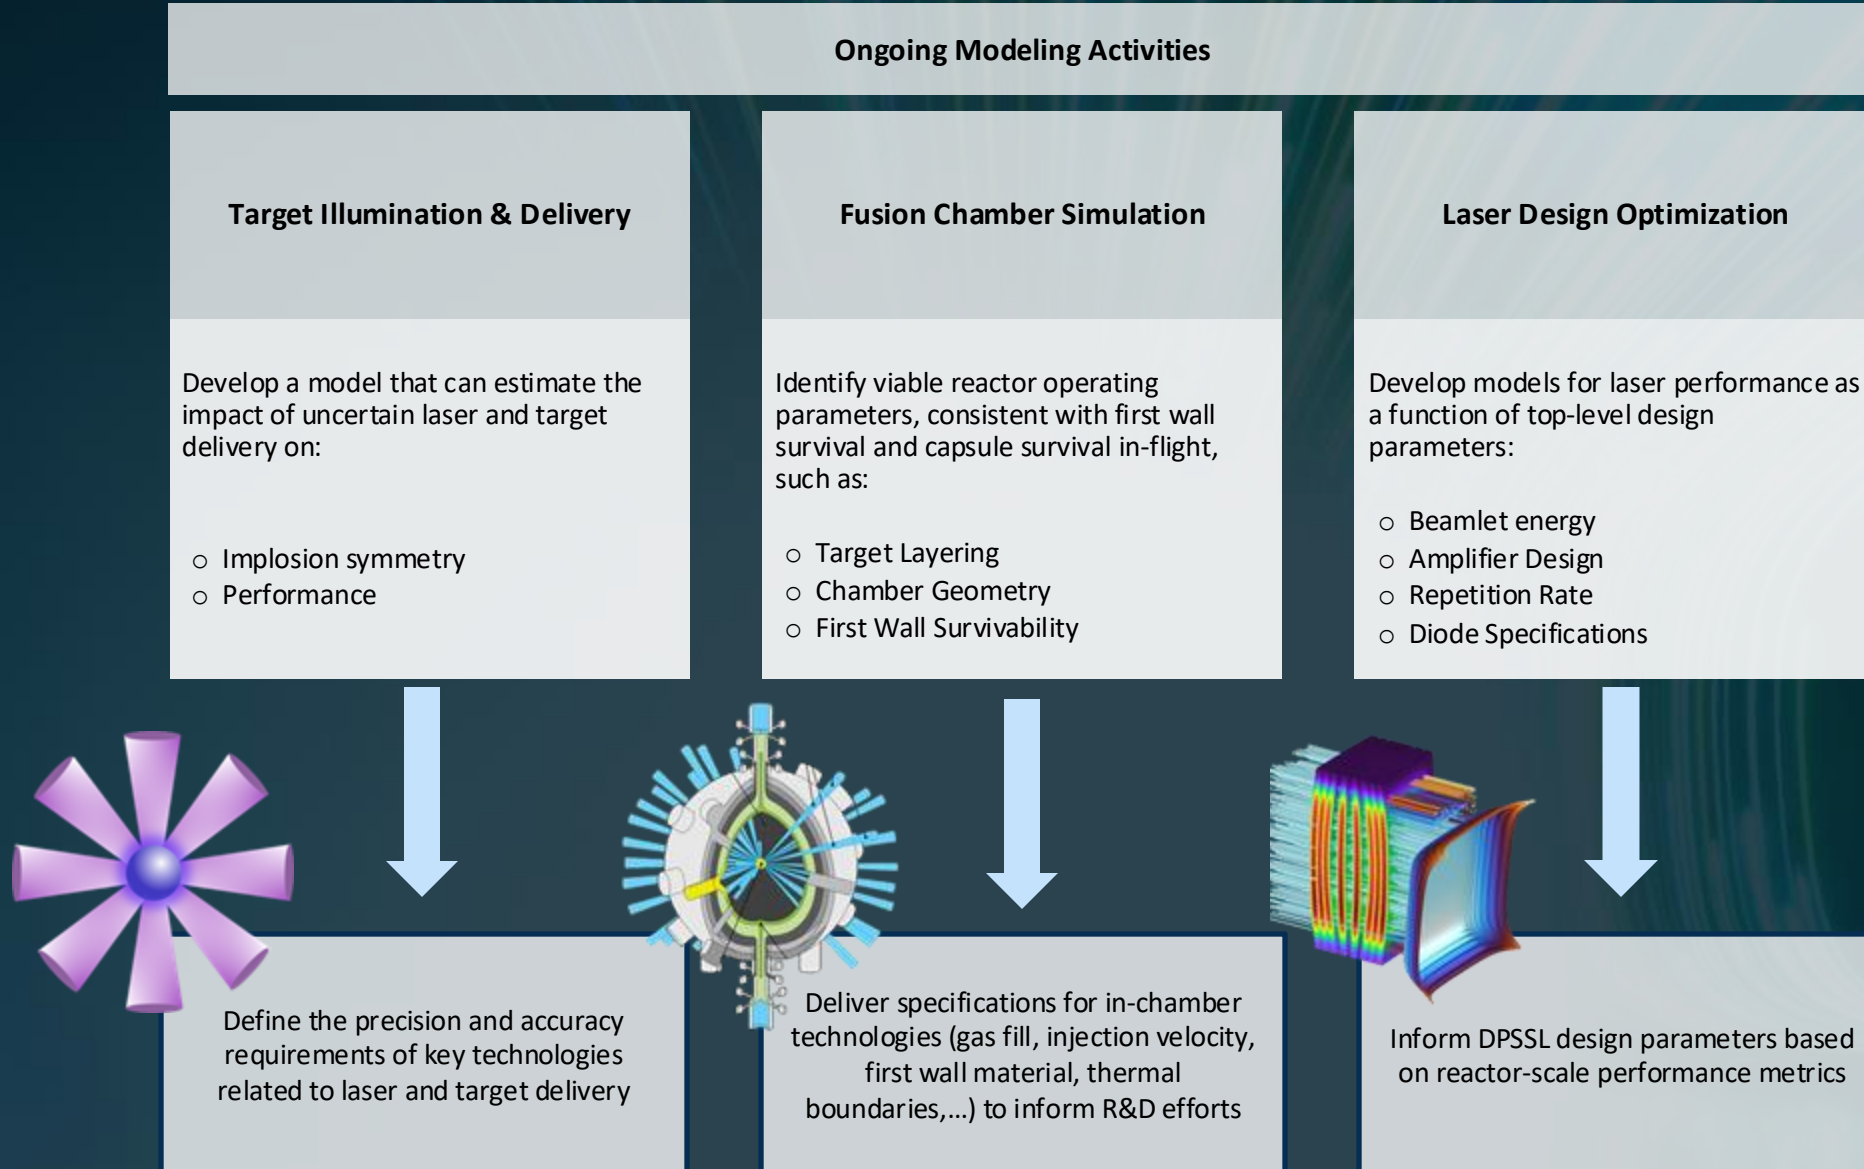 Ongoing Modeling Activities
Target Illumination & Delivery
Develop a model that can estimate the
impact of uncertain laser and target
delivery on:
o Implosion symmetry
o Performance
Define the precision and accuracy
requirements of key technologies
related to laser and target delivery
Fusion Chamber Simulation
Identify viable reactor operating
parameters, consistent with first wall
survival and capsule survival in-flight,
such as:
o Target Layering
o Chamber Geometry
o First Wall Survivability
Deliver specifications for in-chamber
technologies (gas fill, injection velocity,
first wall material, thermal
boundaries,...) to inform R&D efforts
Laser Design Optimization
Develop models for laser performance as
a function of top-level design
parameters:
o Beamlet energy
o Amplifier Design
o Repetition Rate
o Diode Specifications
Inform DPSSL design parameters based
on reactor-scale performance metrics